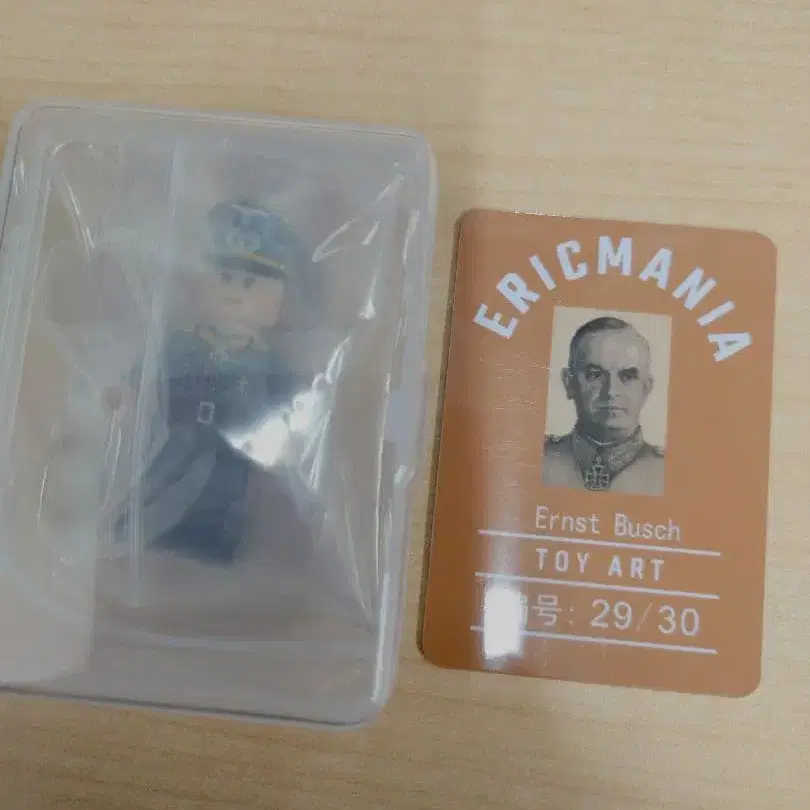 ERICMANIA
Ernst Busch
TOY ART
号: 29/30